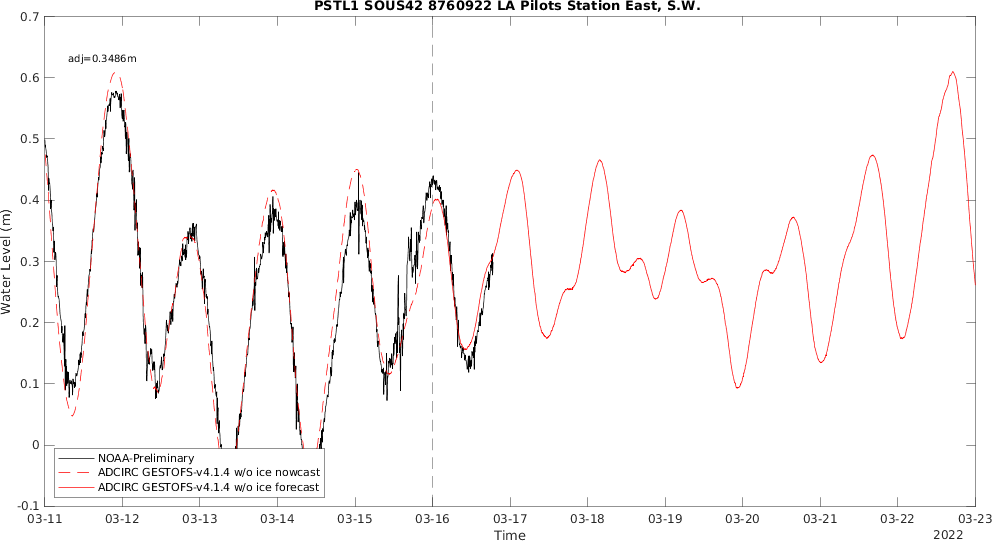 PSTL1 SOUS42 8760922 LA Pilots Station East, S.W.
adj=0.3486m
Water Level (m)
0.7
0.6
0.5
0.4
0.3
0.2
0.1
0
-0.1
NOAA-Preliminary
ADCIRC GESTOFS-v4.1.4 w/o ice nowcast
ADCIRC GESTOFS-v4.1.4 w/o ice forecast
03-11 03-12 03-13 03-14 03-15 03-16 03-17 03-18 03-19 03-20 03-21 03-22 03-23
Time
2022